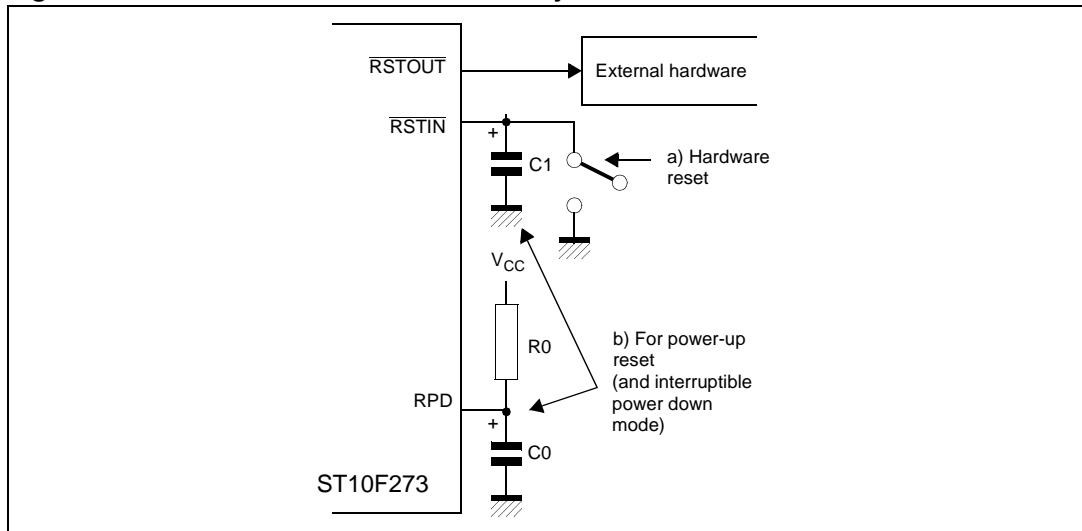 RSTOUT
External hardware
RSTIN
+
C1
a) Hardware
reset
VCC
R0
b) For power-up
reset
(and interruptible
power down
mode)
RPD
+
C0
ST10F273